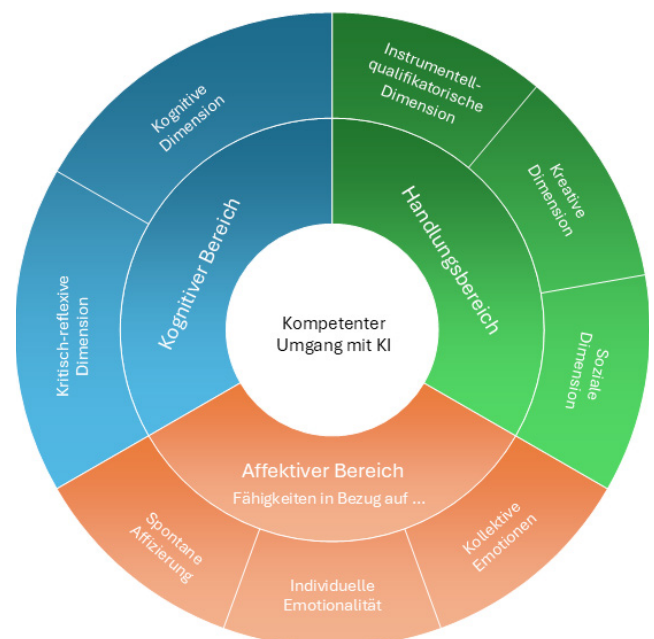 Kompetenter
Umgang mit KI
Kognitiver Bereich
Kognitive
Dimension
Kritisch-reflexive
Dimension
Handlungsbereich
Instrumentell-
qualifikatorische
Dimension
Kreative
Dimension
Soziale
Dimension
Affektiver Bereich
Fähigkeiten in Bezug auf ...
Spontane
Affizierung
Individuelle
Emotionalität
Kollektive
Emotionen